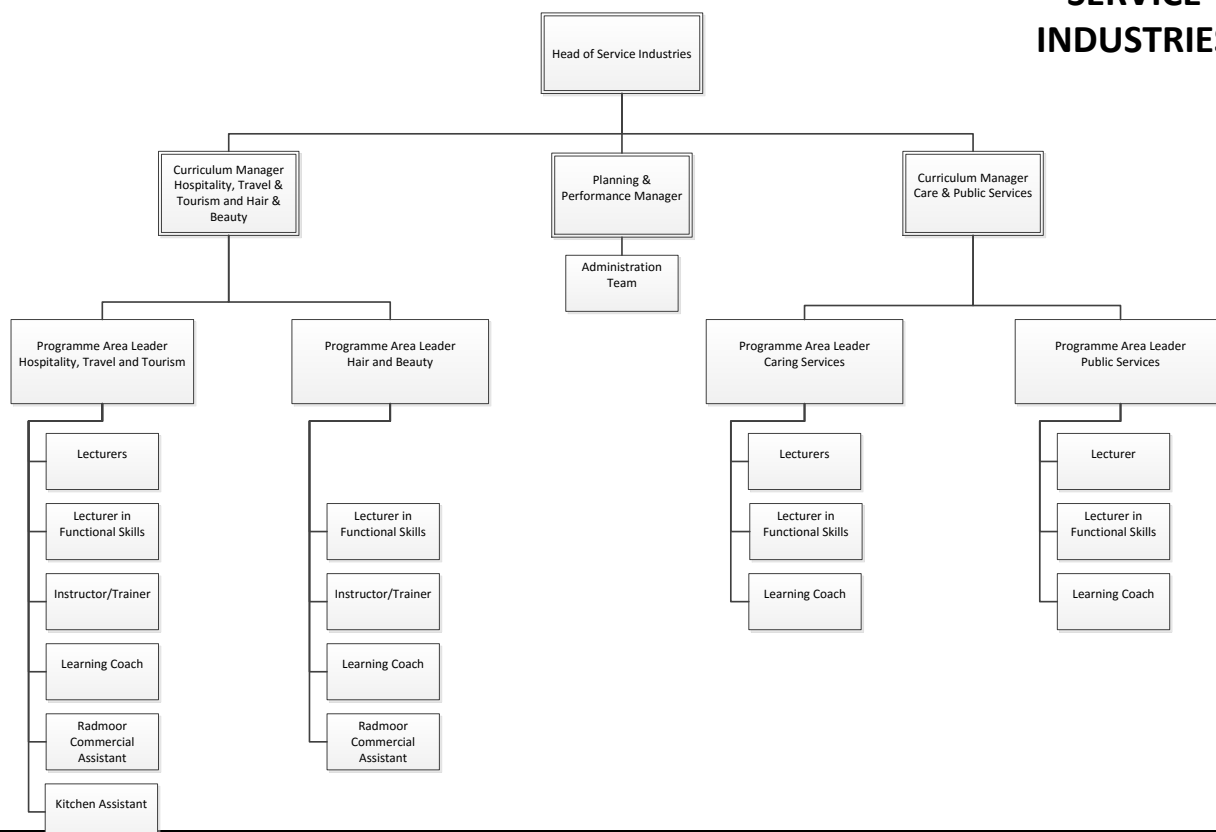 SERVICE
INDUSTRIES
Head of Service Industries
Curriculum Manager
Hospitality, Travel &
Tourism and Hair &
Beauty
Planning &
Performance Manager
Curriculum Manager
Care & Public Services
Administration
Team
Programme Area Leader
Hospitality, Travel and Tourism
Programme Area Leader
Hair and Beauty
Programme Area Leader
Caring Services
Programme Area Leader
Public Services
Lecturers
Lecturer in
Functional Skills
Instructor/Trainer
Learning Coach
Radmoor
Commercial
Assistant
Kitchen Assistant
Lecturer in
Functional Skills
Instructor/Trainer
Learning Coach
Radmoor
Commercial
Assistant
Lecturers
Lecturer in
Functional Skills
Learning Coach
Lecturer
Lecturer in
Functional Skills
Learning Coach